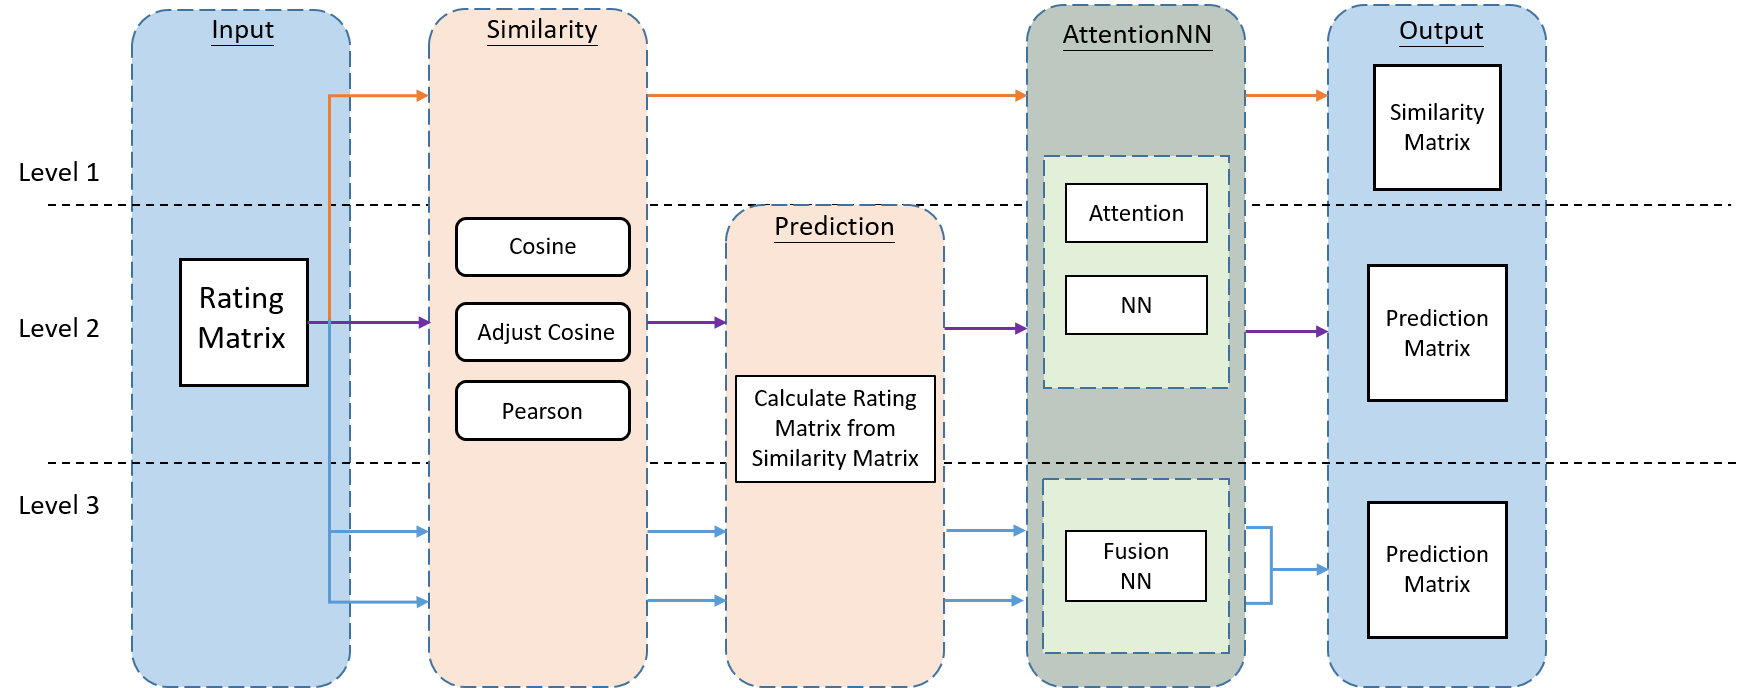 Input
Similarity
AttentionNN
Output
Similarity
Matrix
Level 1
Attention
Prediction
Cosine
Rating
Matrix
NN
Level 2
Adjust Cosine
Prediction
Matrix
Pearson
Calculate Rating
Matrix from
Similarity Matrix
Level 3
Fusion
NN
Prediction
Matrix